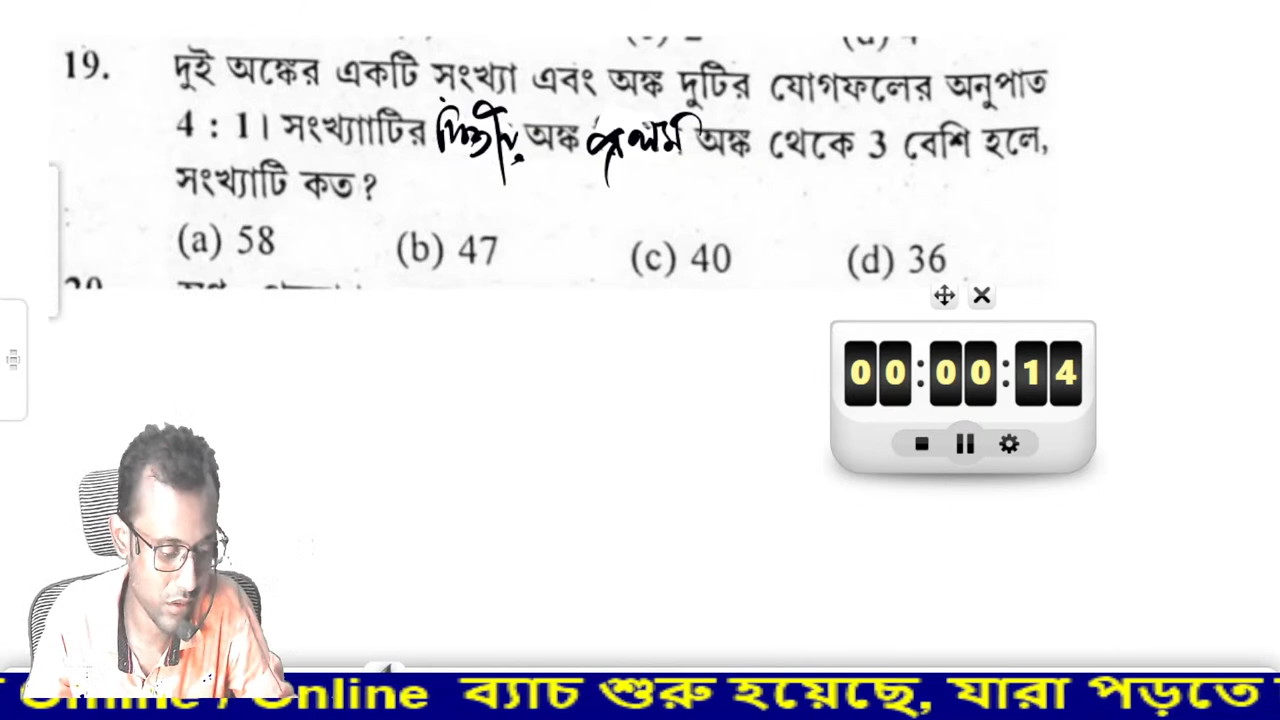 19. দুই অঙ্কের একটি সংখ্যা এবং অঙ্ক দুটির যোগফলের অনুপাত
4 : 1। সংখ্যাাটির দ্বিতীয় অঙ্ক প্রথম অঙ্ক থেকে 3 বেশি হলে,
সংখ্যাটি কত?
(a) 58 (b) 47 (c) 40 (d) 36
00:00:14
Offline / Online ব্যাচ শুরু হয়েছে, যারা পড়তে